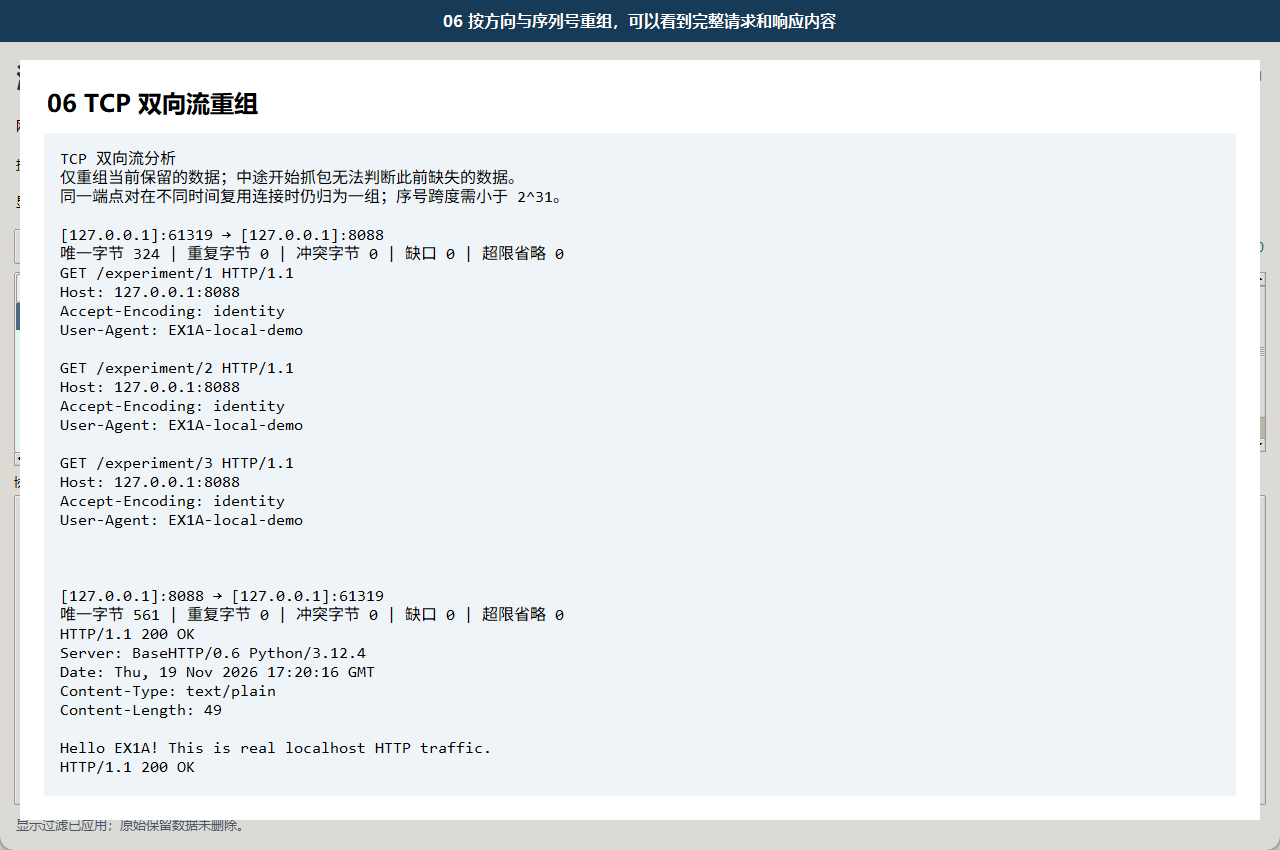 06 按方向与序列号重组，可以看到完整请求和响应内容
06 TCP 双向流重组
TCP 双向流分析
仅重组当前保留的数据；中途开始抓包无法判断此前缺失的数据。
同一端点对在不同时间复用连接时仍归为一组；序号跨度需小于 2^31。
[127.0.0.1]:61319 → [127.0.0.1]:8088
唯一字节 324 | 重复字节 0 | 冲突字节 0 | 缺口 0 | 超限省略 0
GET /experiment/1 HTTP/1.1
Host: 127.0.0.1:8088
Accept-Encoding: identity
User-Agent: EX1A-local-demo
GET /experiment/2 HTTP/1.1
Host: 127.0.0.1:8088
Accept-Encoding: identity
User-Agent: EX1A-local-demo
GET /experiment/3 HTTP/1.1
Host: 127.0.0.1:8088
Accept-Encoding: identity
User-Agent: EX1A-local-demo
[127.0.0.1]:8088 → [127.0.0.1]:61319
唯一字节 561 | 重复字节 0 | 冲突字节 0 | 缺口 0 | 超限省略 0
HTTP/1.1 200 OK
Server: BaseHTTP/0.6 Python/3.12.4
Date: Thu, 19 Nov 2026 17:20:16 GMT
Content-Type: text/plain
Content-Length: 49
Hello EX1A! This is real localhost HTTP traffic.
HTTP/1.1 200 OK
显示过滤已应用；原始保留数据未删除。